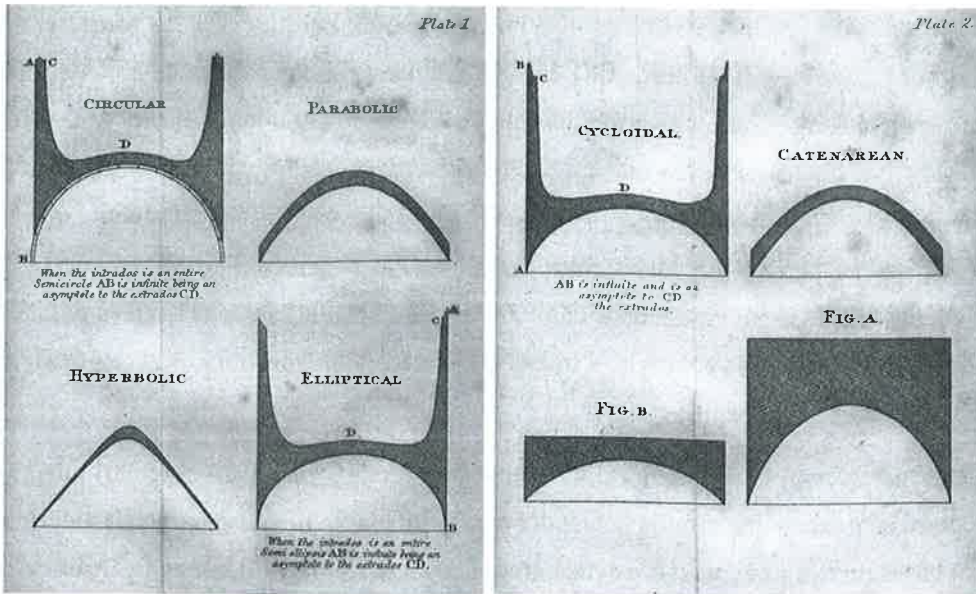 Plate 1
A C
CIRCULAR
PARABOLIC
D
B
When the intrados is an entire
Semicircle AB is infinite being an
asymptote to the extrados CD.
HYPERBOLIC
ELLIPTICAL
A
C
D
B
When the intrados is an entire
Semi ellipsis AB is infinite being an
asymptote to the extrados CD.
Plate 2.
B
C
CYCLOIDAL
CATENAREAN
D
A
AB is infinite and is an
asymptote to CD
the extrados.
FIG. A
FIG. B.